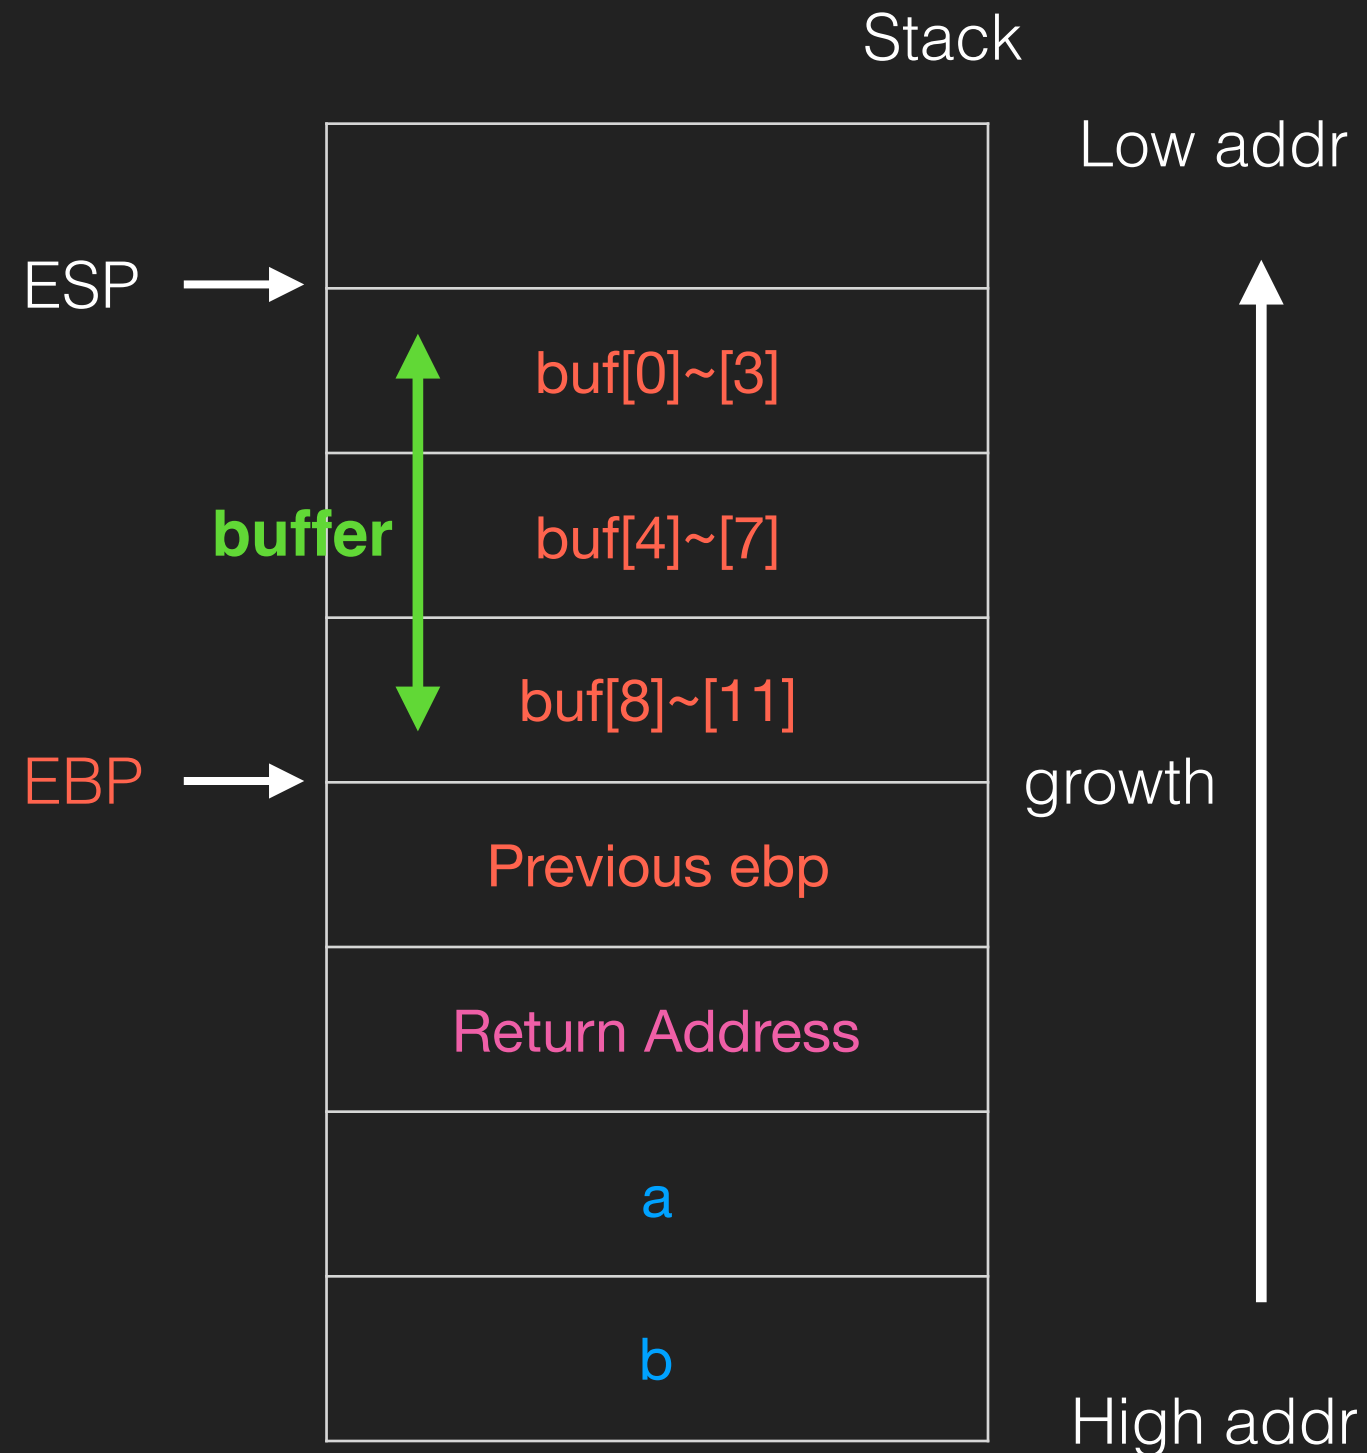 Stack
Low addr
ESP
buf[0]~[3]
buffer
buf[4]~[7]
buf[8]~[11]
EBP
growth
Previous ebp
Return Address
a
b
High addr